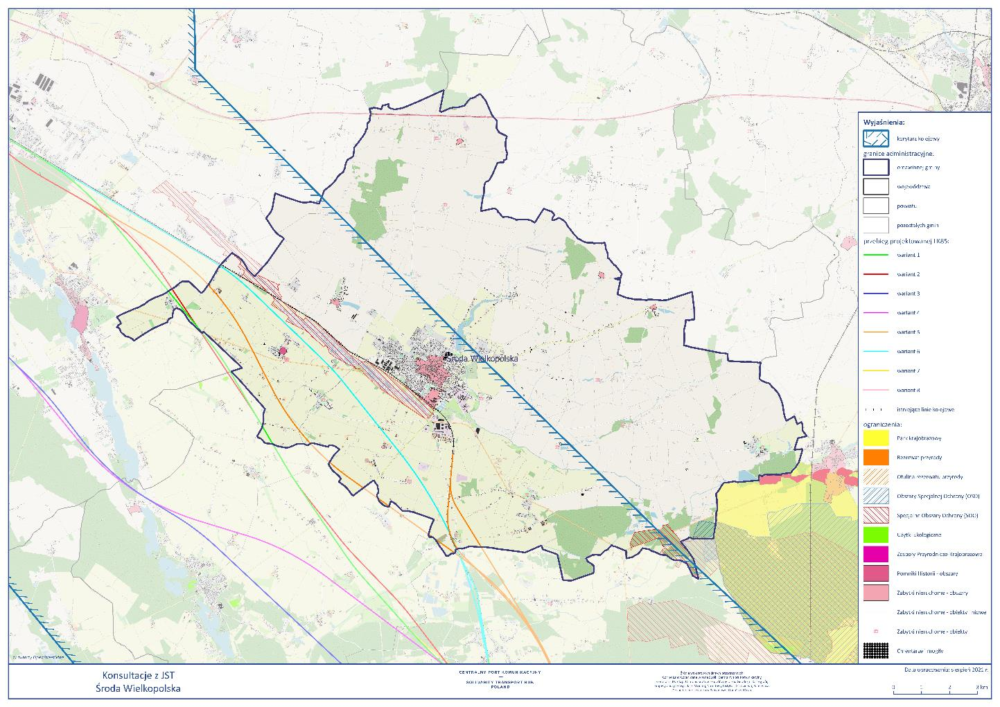 Środa Wielkopolska
Wyjaśnienia:
korytarz kolejowy
granice administracyjne:
omawianej gminy
województwa
powiatu
pozostałych gmin
przebieg projektowanej LK85:
wariant 1
wariant 2
wariant 3
wariant 4
wariant 5
wariant 6
wariant 7
wariant 8
istniejące linie kolejowe
ograniczenia:
Park krajobrazowy
Rezerwat przyrody
Otulina rezerwatu przyrody
Obszary Specjalnej Ochrony (OSO)
Specjalne Obszary Ochrony (SOO)
Użytki Ekologiczne
Zespoły Przyrodniczo-Krajobrazowe
Pomniki Historii - obszary
Zabytki nieruchome - obszary
Zabytki nieruchome - obiekty liniowe
Zabytki nieruchome - obiekty
Cmentarze i mogiły
OpenStreetMap
Konsultacje z JST
Środa Wielkopolska
CENTRALNY PORT KOMUNIKACYJNY
SOLIDARITY TRANSPORT HUB
POLAND
Data opracowania: sierpień 2021 r.
0 1 2 3 km